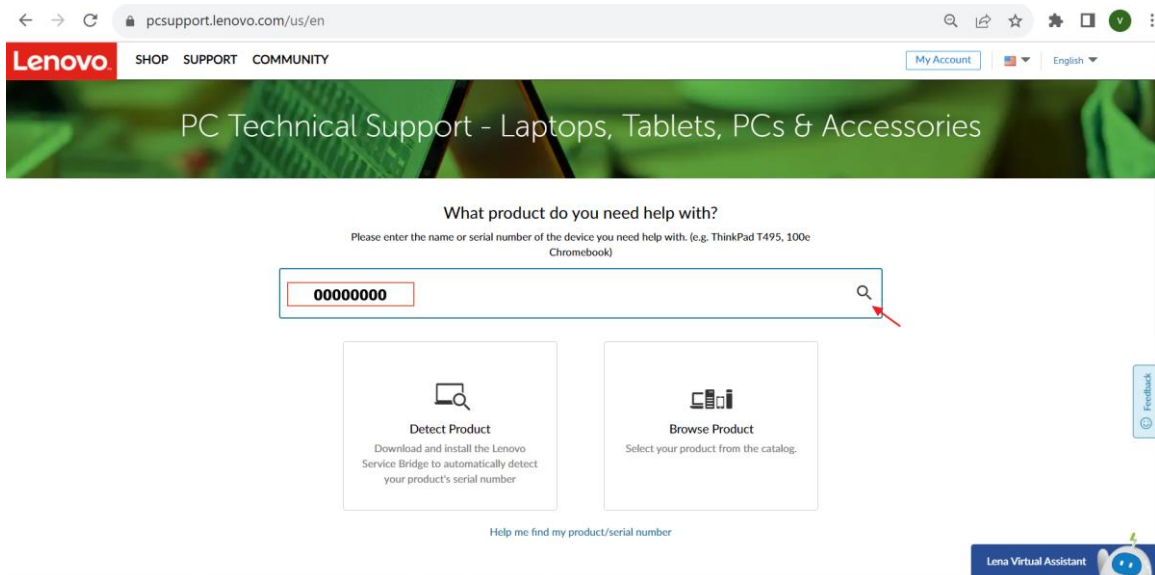 pcsupport.lenovo.com/us/en
V
Lenovo
SHOP SUPPORT COMMUNITY
My Account
English
PC Technical Support - Laptops, Tablets, PCs & Accessories
What product do you need help with?
Please enter the name or serial number of the device you need help with. (e.g. ThinkPad T495, 100e
Chromebook)
00000000
Detect Product
Download and install the Lenovo
Service Bridge to automatically detect
your product's serial number
Browse Product
Select your product from the catalog.
Help me find my product/serial number
Feedback
Lena Virtual Assistant